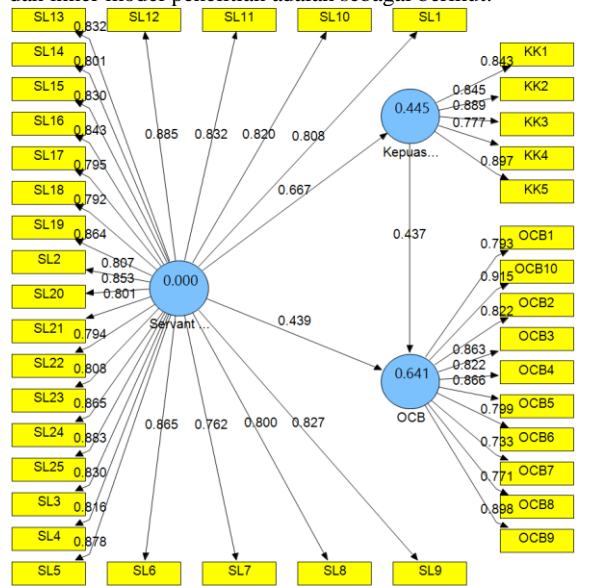 dan inner model penelitian adalah sebagai berikut:
SL13
0.832
SL12
SL11
SL10
SL1
SL14
0.801
SL15
0.830
SL16
0.843
SL17
0.795
SL18
0.792
SL19
0.864
SL2
0.807
0.853
SL20
0.801
SL21
0.794
SL22
0.808
SL23
0.865
SL24
0.883
SL25
0.830
SL3
0.816
SL4
0.878
SL5
SL6
SL7
SL8
SL9
0.885
0.832
0.820
0.808
0.667
0.000
Servant ...
0.439
0.865
0.762
0.800
0.827
0.445
Kepuas...
0.437
0.641
OCB
KK1
0.843
KK2
0.845
0.889
KK3
0.777
KK4
0.897
KK5
OCB1
0.793
OCB10
0.915
OCB2
0.822
OCB3
0.863
0.822
OCB4
0.866
OCB5
0.799
OCB6
0.733
OCB7
0.771
OCB8
0.898
OCB9